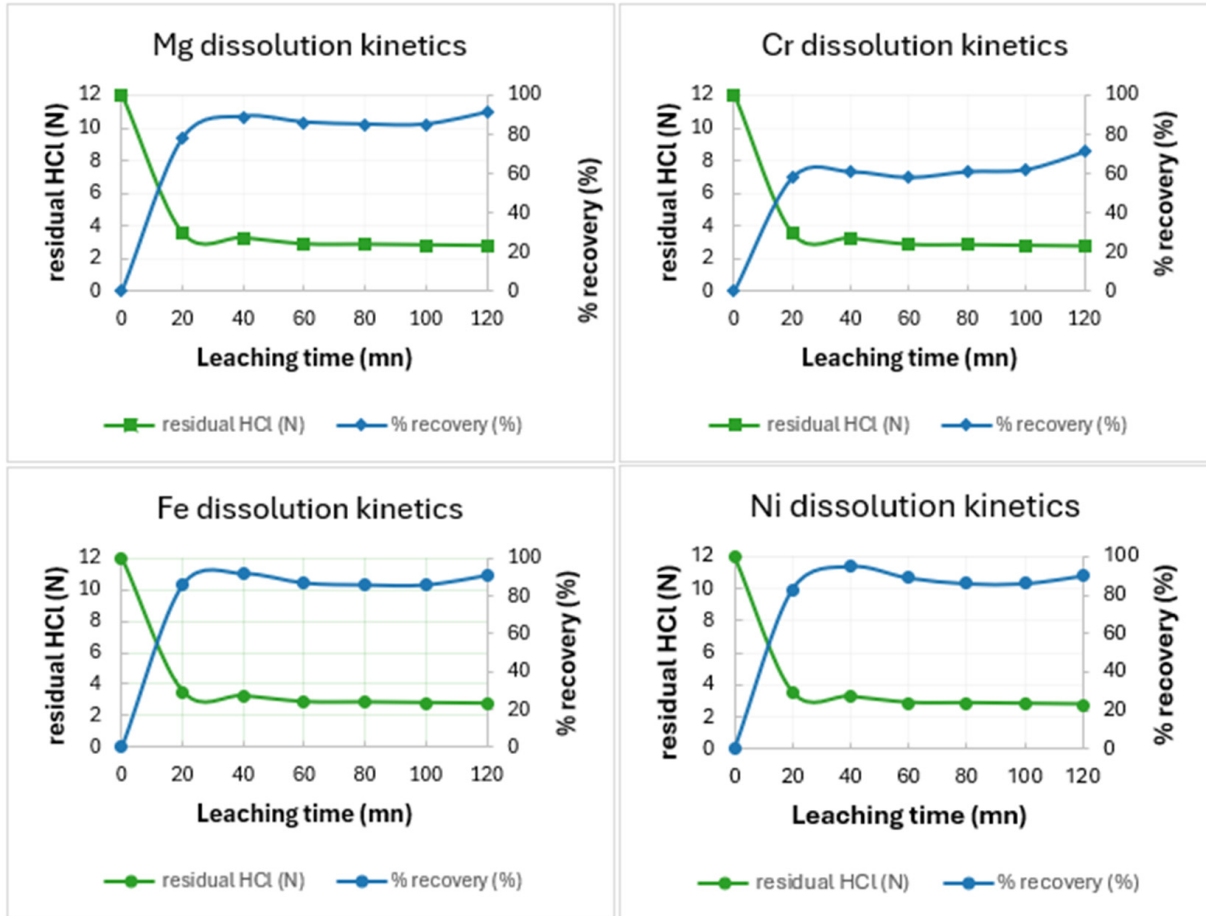 Mg dissolution kinetics
residual HCl (N)
12
10
8
6
4
2
0
100
80
60
40
20
0
% recovery (%)
0 20 40 60 80 100 120
Leaching time (mn)
residual HCl (N) % recovery (%)
Cr dissolution kinetics
residual HCl (N)
12
10
8
6
4
2
0
100
80
60
40
20
0
% recovery (%)
0 20 40 60 80 100 120
Leaching time (mn)
residual HCl (N) % recovery (%)
Fe dissolution kinetics
residual HCl (N)
12
10
8
6
4
2
0
100
80
60
40
20
0
% recovery (%)
0 20 40 60 80 100 120
Leaching time (mn)
residual HCl (N) % recovery (%)
Ni dissolution kinetics
residual HCl (N)
12
10
8
6
4
2
0
100
80
60
40
20
0
% recovery (%)
0 20 40 60 80 100 120
Leaching time (mn)
residual HCl (N) % recovery (%)